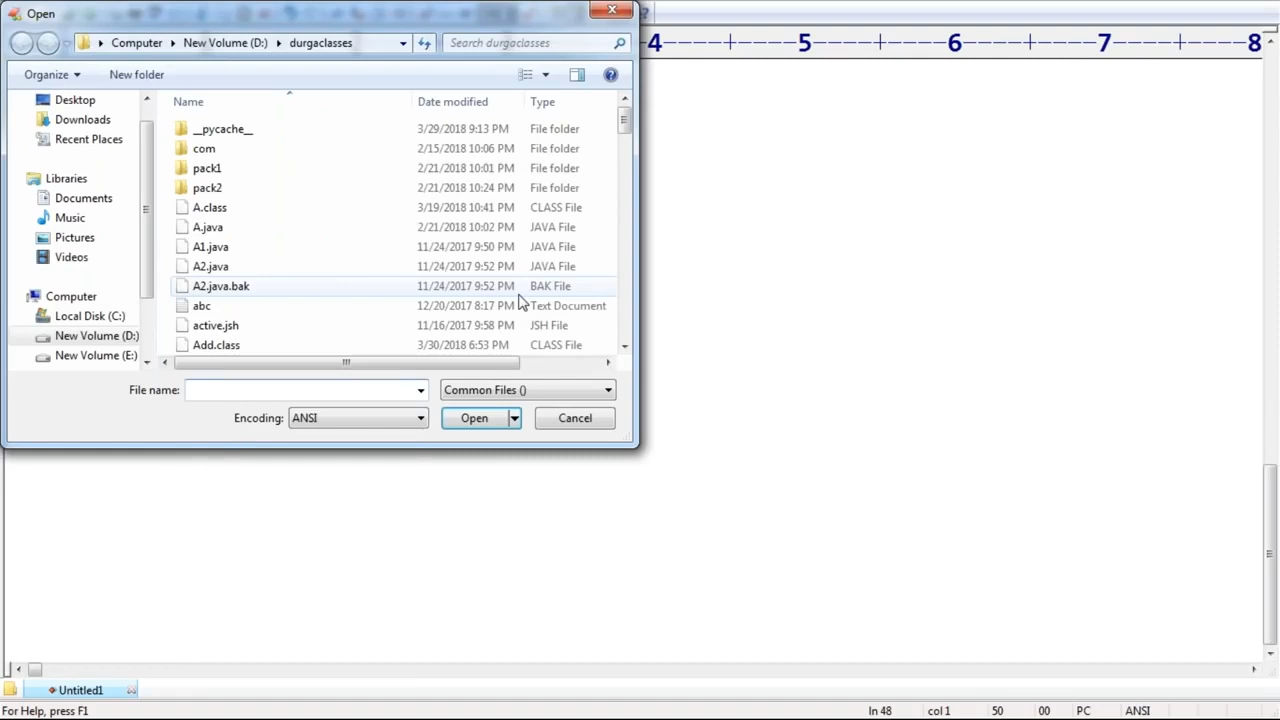 Open
Computer New Volume (D:) durgaclasses Search durgaclasses
4 5 6 7 8
Organize New folder
Name Date modified Type
Desktop
Downloads
Recent Places
Libraries
Documents
Music
Pictures
Videos
Computer
Local Disk (C:)
New Volume (D:)
New Volume (E:)
__pycache__ 3/29/2018 9:13 PM File folder
com 2/15/2018 10:06 PM File folder
pack1 2/21/2018 10:01 PM File folder
pack2 2/21/2018 10:24 PM File folder
A.class 3/19/2018 10:41 PM CLASS File
A.java 2/21/2018 10:02 PM JAVA File
A1.java 11/24/2017 9:50 PM JAVA File
A2.java 11/24/2017 9:52 PM JAVA File
A2.java.bak 11/24/2017 9:52 PM BAK File
abc 12/20/2017 8:17 PM Text Document
active.jsh 11/16/2017 9:58 PM JSH File
Add.class 3/30/2018 6:53 PM CLASS File
File name: Common Files ()
Encoding: ANSI Open Cancel
Untitled1
For Help, press F1 ln 48 col 1 50 00 PC ANSI